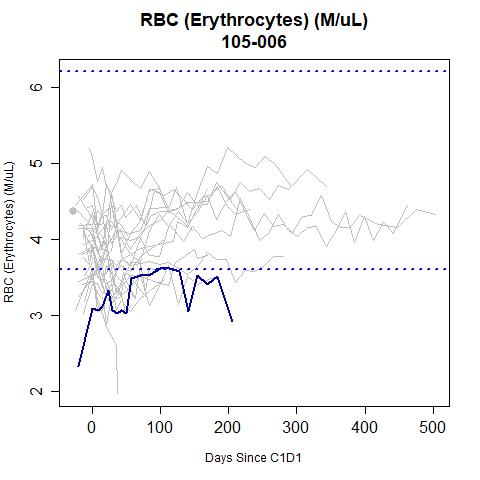 RBC (Erythrocytes) (M/uL)
105-006
RBC (Erythrocytes) (M/uL)
6
5
4
3
2
0 100 200 300 400 500
Days Since C1D1